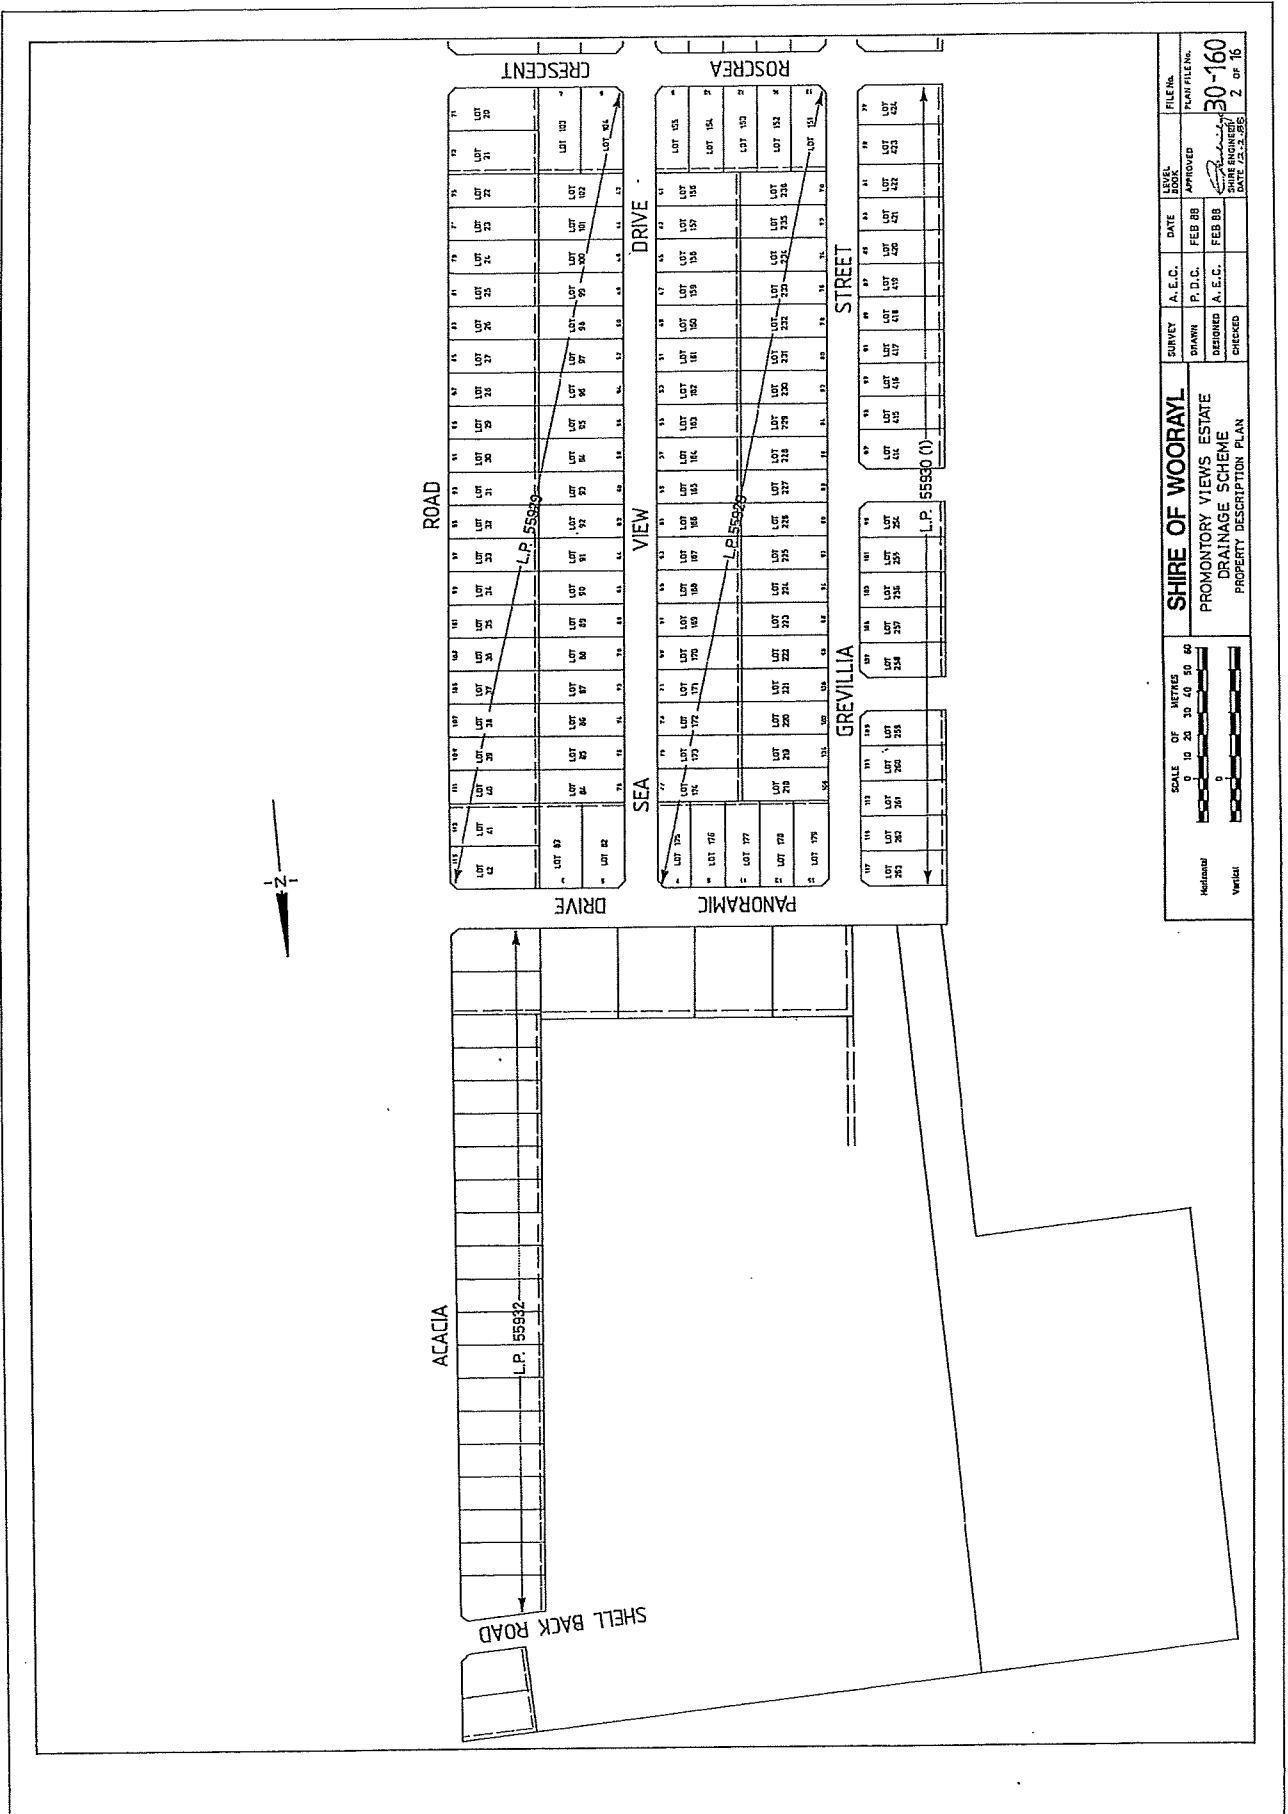 ACACIA
ROAD
SHELL BACK ROAD
PANORAMIC
DRIVE
SEA
VIEW
DRIVE
ROSCREA
CRESCENT
GREVILLIA
STREET
L.P. 55932
L.P. 55929
L.P. 55929
L.P. 55930 (1)
N
LOT 42
LOT 41
LOT 40
LOT 39
LOT 38
LOT 37
LOT 36
LOT 35
LOT 34
LOT 33
LOT 32
LOT 31
LOT 30
LOT 29
LOT 28
LOT 27
LOT 26
LOT 25
LOT 24
LOT 23
LOT 22
LOT 21
LOT 20
LOT 83
LOT 82
LOT 84
LOT 85
LOT 86
LOT 87
LOT 88
LOT 89
LOT 90
LOT 91
LOT 92
LOT 93
LOT 94
LOT 95
LOT 96
LOT 97
LOT 98
LOT 99
LOT 100
LOT 101
LOT 102
LOT 103
LOT 104
LOT 175
LOT 176
LOT 177
LOT 178
LOT 179
LOT 174
LOT 173
LOT 172
LOT 171
LOT 170
LOT 169
LOT 168
LOT 167
LOT 166
LOT 165
LOT 164
LOT 163
LOT 162
LOT 161
LOT 160
LOT 159
LOT 158
LOT 157
LOT 156
LOT 155
LOT 154
LOT 153
LOT 152
LOT 151
LOT 218
LOT 219
LOT 220
LOT 221
LOT 222
LOT 223
LOT 224
LOT 225
LOT 226
LOT 227
LOT 228
LOT 229
LOT 230
LOT 231
LOT 232
LOT 233
LOT 234
LOT 235
LOT 236
LOT 263
LOT 262
LOT 261
LOT 260
LOT 259
LOT 258
LOT 257
LOT 256
LOT 255
LOT 254
LOT 414
LOT 415
LOT 416
LOT 417
LOT 418
LOT 419
LOT 420
LOT 421
LOT 422
LOT 423
LOT 424
SCALE OF METRES
0 10 20 30 40 50 60
Horizontal
0
Vertical
SHIRE OF WOORAYL
PROMONTORY VIEWS ESTATE
DRAINAGE SCHEME
PROPERTY DESCRIPTION PLAN
SURVEY A.E.C.
DRAWN P.D.C. FEB 88
DESIGNED A.E.C. FEB 88
CHECKED
DATE
LEVEL BOOK
APPROVED
SHIRE ENGINEER
DATE 12.2.88
FILE No.
PLAN FILE No.
30-160
2 OF 16